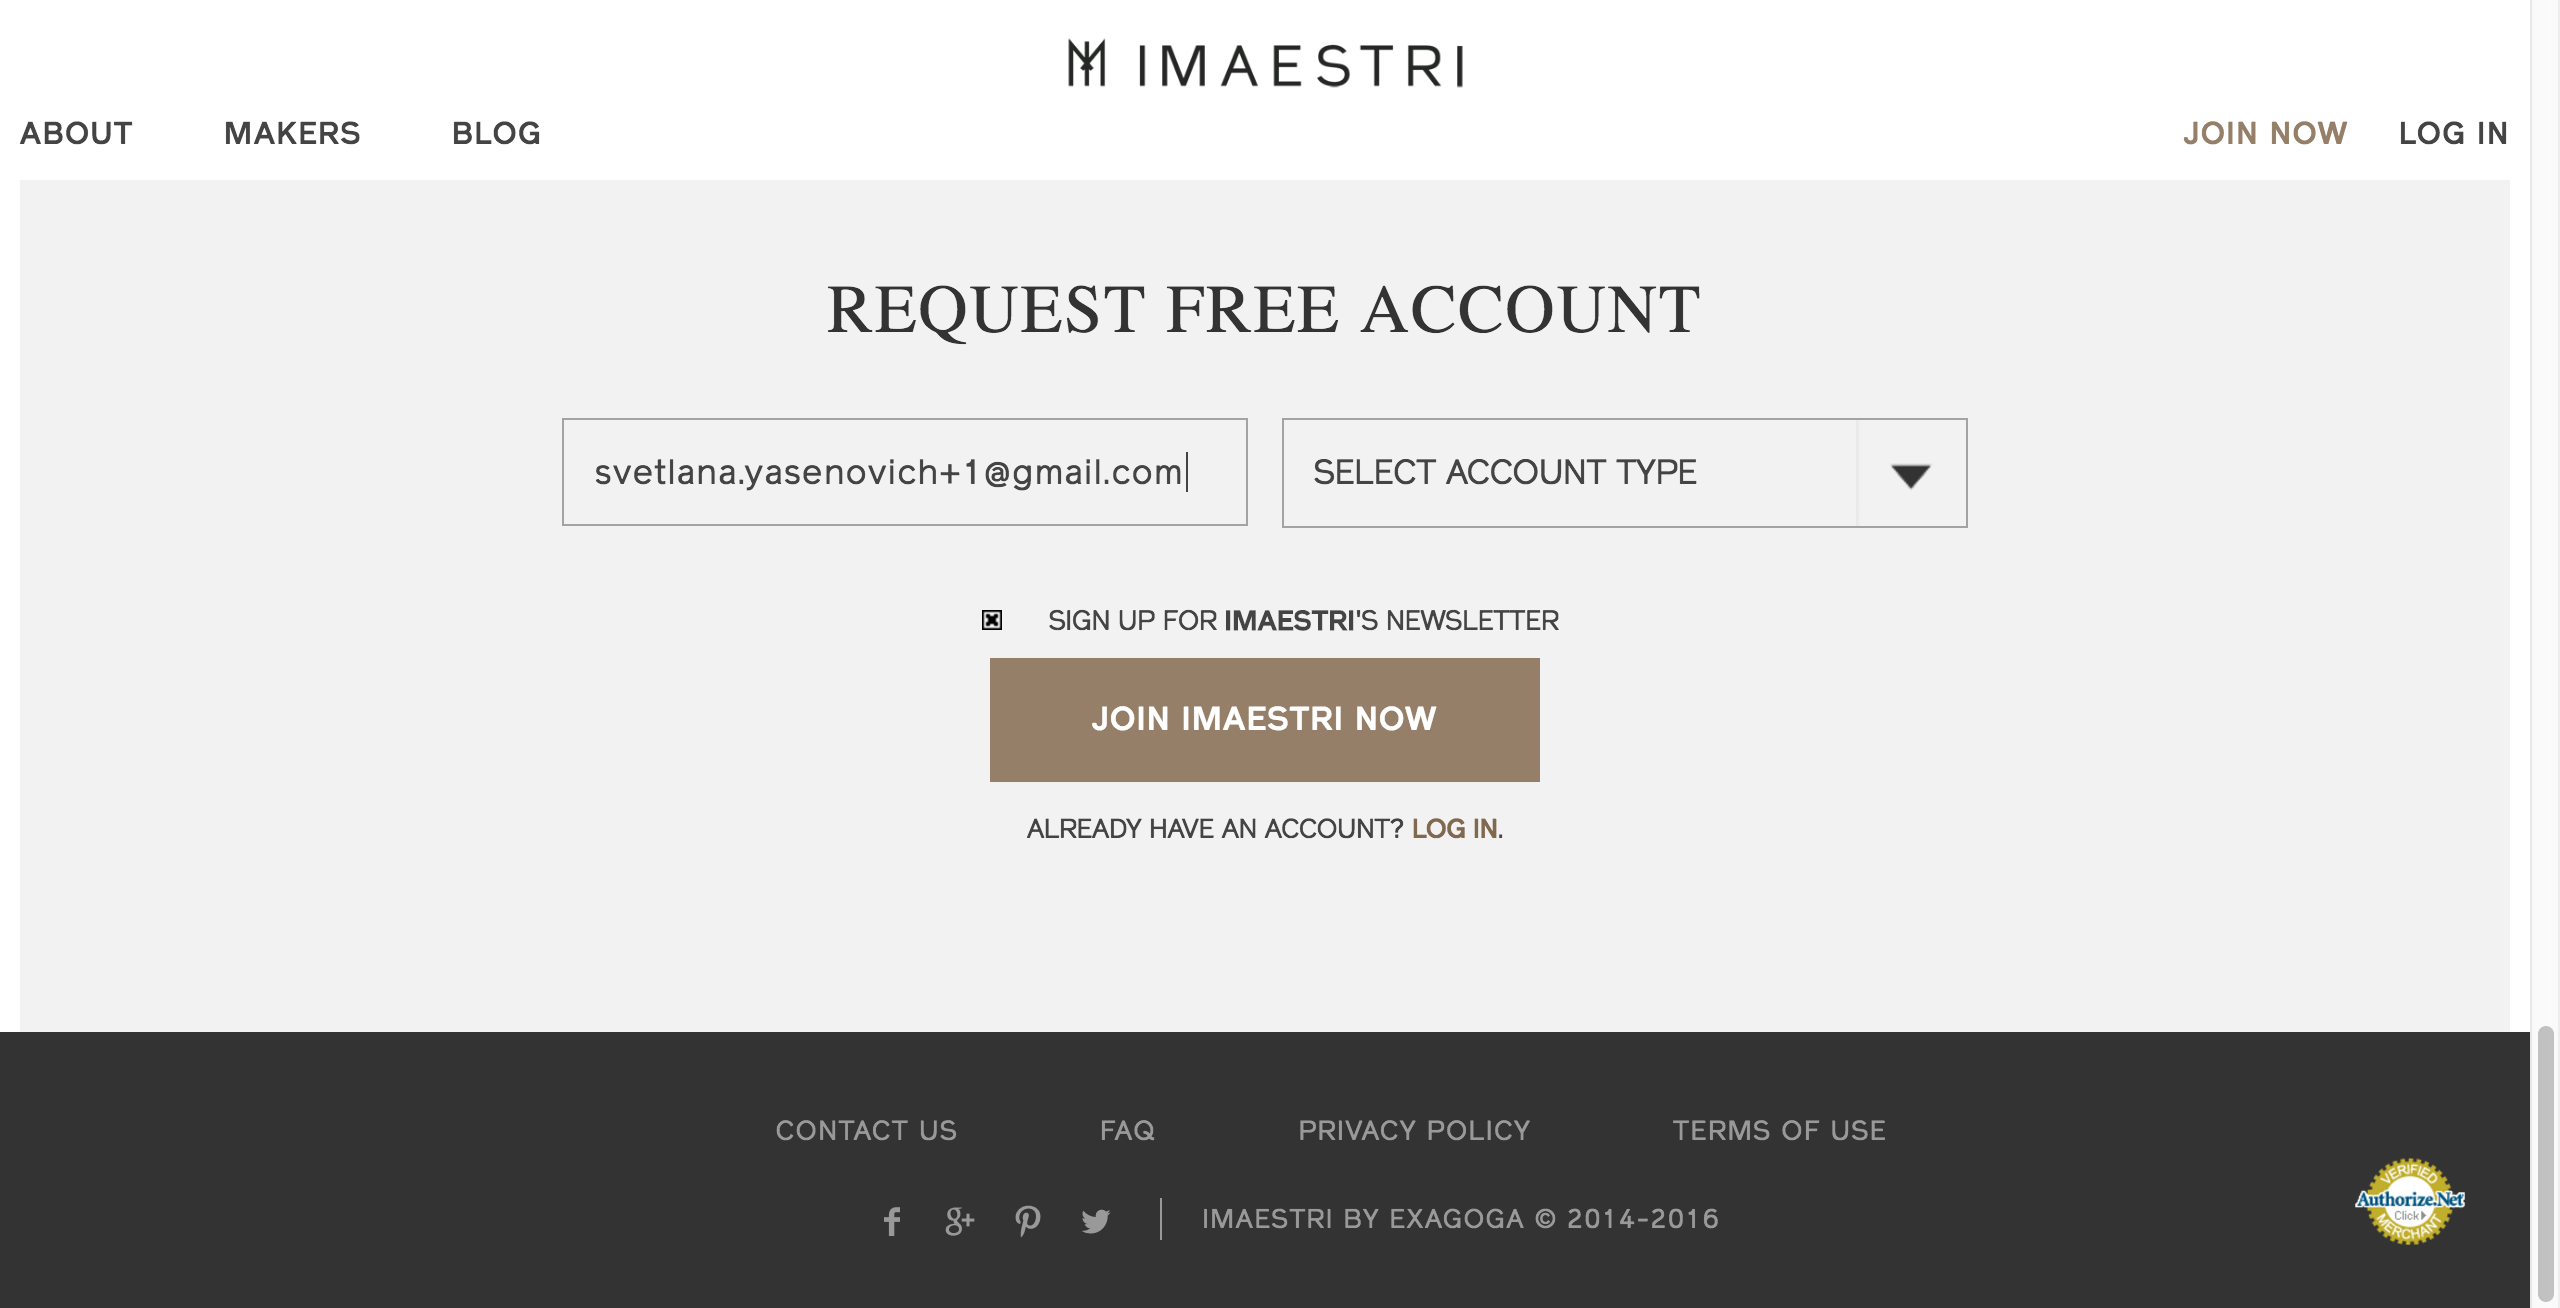 IMAESTRI
ABOUT MAKERS BLOG JOIN NOW LOG IN
REQUEST FREE ACCOUNT
svetlana.yasenovich+1@gmail.com SELECT ACCOUNT TYPE
SIGN UP FOR IMAESTRI'S NEWSLETTER
JOIN IMAESTRI NOW
ALREADY HAVE AN ACCOUNT? LOG IN.
CONTACT US FAQ PRIVACY POLICY TERMS OF USE
VERIFIED
Authorize.Net
Click
MERCHANT
f g+ IMAESTRI BY EXAGOGA © 2014-2016